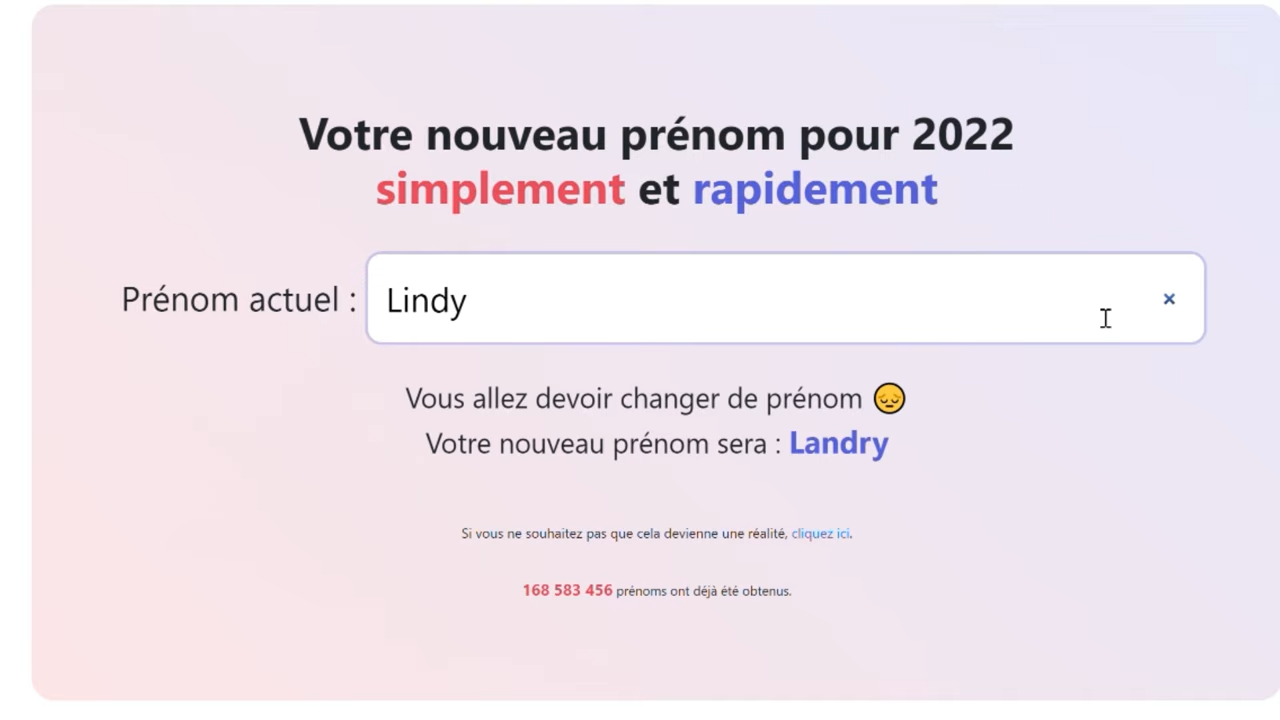 Votre nouveau prénom pour 2022
simplement et rapidement
Prénom actuel : Lindy ×
Vous allez devoir changer de prénom 😔
Votre nouveau prénom sera : Landry
Si vous ne souhaitez pas que cela devienne une réalité, cliquez ici.
168 583 456 prénoms ont déjà été obtenus.